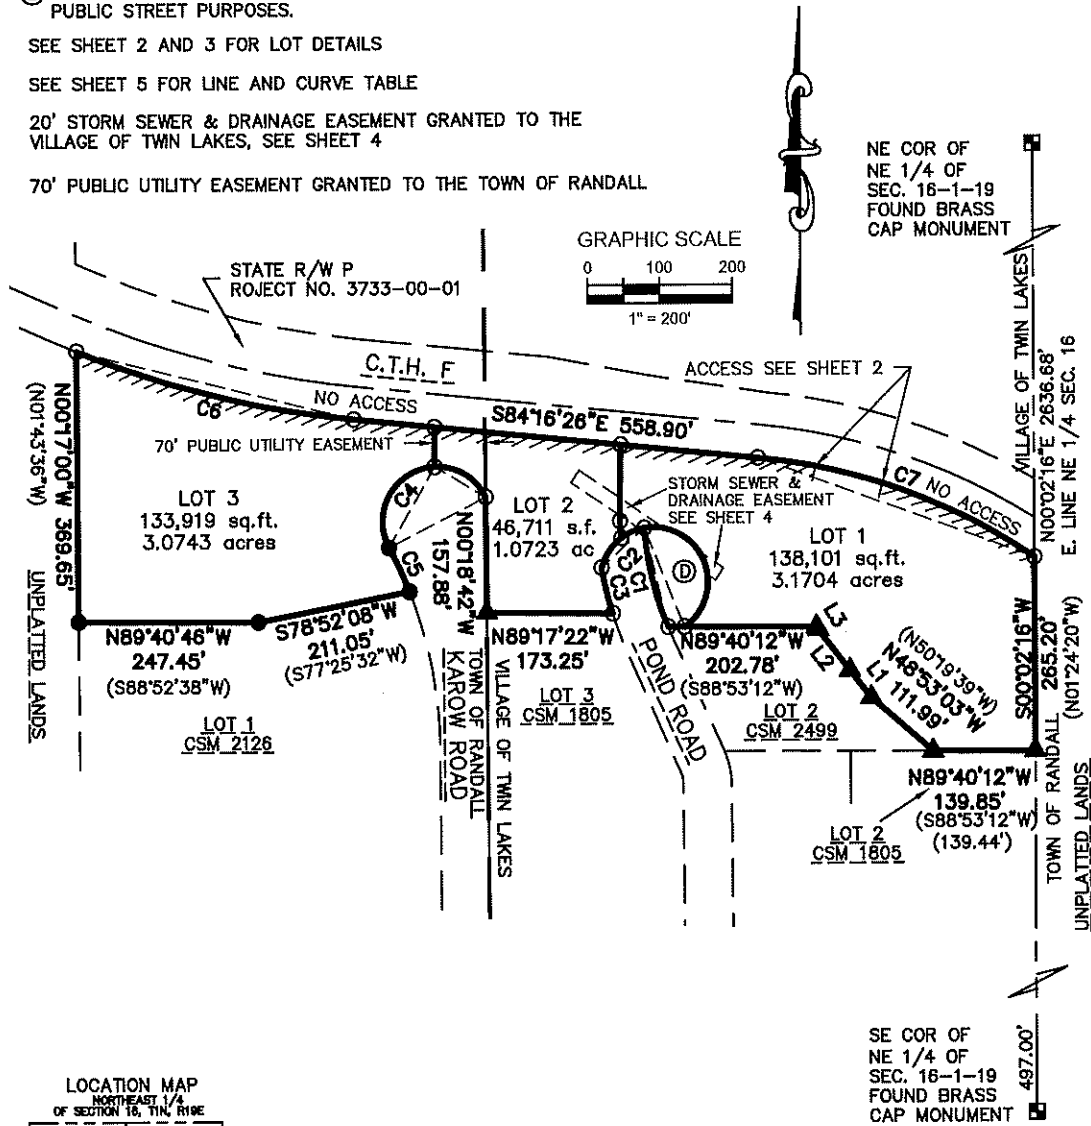 PUBLIC STREET PURPOSES.
SEE SHEET 2 AND 3 FOR LOT DETAILS
SEE SHEET 5 FOR LINE AND CURVE TABLE
20' STORM SEWER & DRAINAGE EASEMENT GRANTED TO THE
VILLAGE OF TWIN LAKES, SEE SHEET 4
70' PUBLIC UTILITY EASEMENT GRANTED TO THE TOWN OF RANDALL
NE COR OF
NE 1/4 OF
SEC. 16-1-19
FOUND BRASS
CAP MONUMENT
GRAPHIC SCALE
0 100 200
1" = 200'
STATE R/W P
ROJECT NO. 3733-00-01
C.T.H. F
NO ACCESS
ACCESS SEE SHEET 2
S84°16'26"E 558.90'
C6
C7 NO ACCESS
70' PUBLIC UTILITY EASEMENT
VILLAGE OF TWIN LAKES
N00°02'16"E 2636.68'
E. LINE NE 1/4 SEC. 16
N00°17'00"W 369.65'
(N01°43'36"W)
UNPLATTED LANDS
LOT 3
133,919 sq.ft.
3.0743 acres
C4
C5
N00°18'42"W
157.88'
LOT 2
46,711 s.f.
1.0723 ac
STORM SEWER &
DRAINAGE EASEMENT
SEE SHEET 4
C2
C1
C3
D
LOT 1
138,101 sq.ft.
3.1704 acres
N89°40'46"W
247.45'
(S88°52'38"W)
S78°52'08"W
211.05'
(S77°25'32"W)
LOT 1
CSM 2126
N89°17'22"W
173.25'
LOT 3
CSM 1805
N89°40'12"W
202.78'
(S88°53'12"W)
LOT 2
CSM 2499
L3
L2
L1 111.99'
N48°53'03"W
(N50°19'39"W)
S00°02'16"W
265.20'
(N01°24'20"W)
KAROW ROAD
TOWN OF RANDALL
VILLAGE OF TWIN LAKES
POND ROAD
N89°40'12"W
139.85'
(S88°53'12"W)
(139.44')
LOT 2
CSM 1805
TOWN OF RANDALL
UNPLATTED LANDS
SE COR OF
NE 1/4 OF
SEC. 16-1-19
FOUND BRASS
CAP MONUMENT
497.00'
LOCATION MAP
NORTHEAST 1/4
OF SECTION 16, T1N, R19E